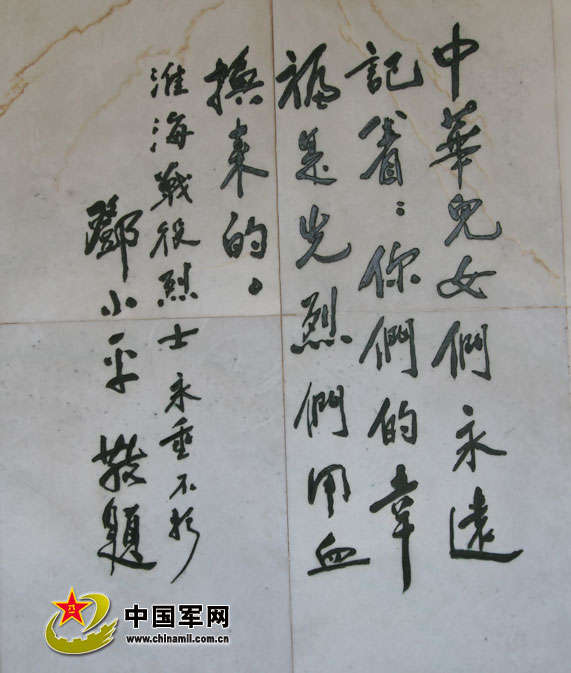 中華兒女們永遠
記着：你們的幸
福是先烈們用血
換来的。
淮海戰役烈士永垂不朽
鄧小平敬題
中国军网
www.chinamil.com.cn